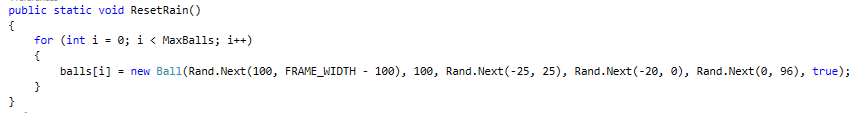 public static void ResetRain()
{
for (int i = 0; i < MaxBalls; i++)
{
balls[i] = new Ball(Rand.Next(100, FRAME_WIDTH - 100), 100, Rand.Next(-25, 25), Rand.Next(-20, 0), Rand.Next(0, 96), true);
}
}